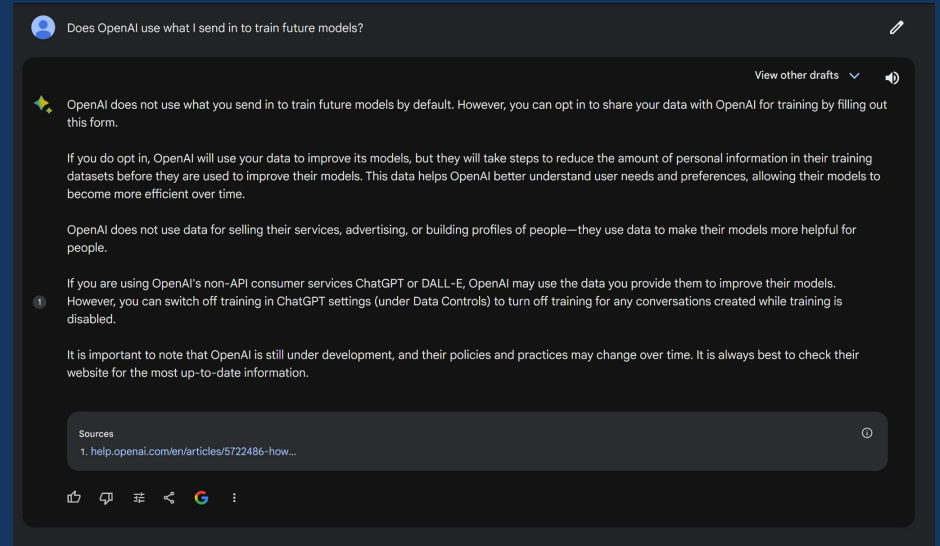 Does OpenAI use what I send in to train future models?
View other drafts
OpenAI does not use what you send in to train future models by default. However, you can opt in to share your data with OpenAI for training by filling out
this form.
If you do opt in, OpenAI will use your data to improve its models, but they will take steps to reduce the amount of personal information in their training
datasets before they are used to improve their models. This data helps OpenAI better understand user needs and preferences, allowing their models to
become more efficient over time.
OpenAI does not use data for selling their services, advertising, or building profiles of people—they use data to make their models more helpful for
people.
If you are using OpenAI's non-API consumer services ChatGPT or DALL-E, OpenAI may use the data you provide them to improve their models.
1 However, you can switch off training in ChatGPT settings (under Data Controls) to turn off training for any conversations created while training is
disabled.
It is important to note that OpenAI is still under development, and their policies and practices may change over time. It is always best to check their
website for the most up-to-date information.
Sources
1. help.openai.com/en/articles/5722486-how...